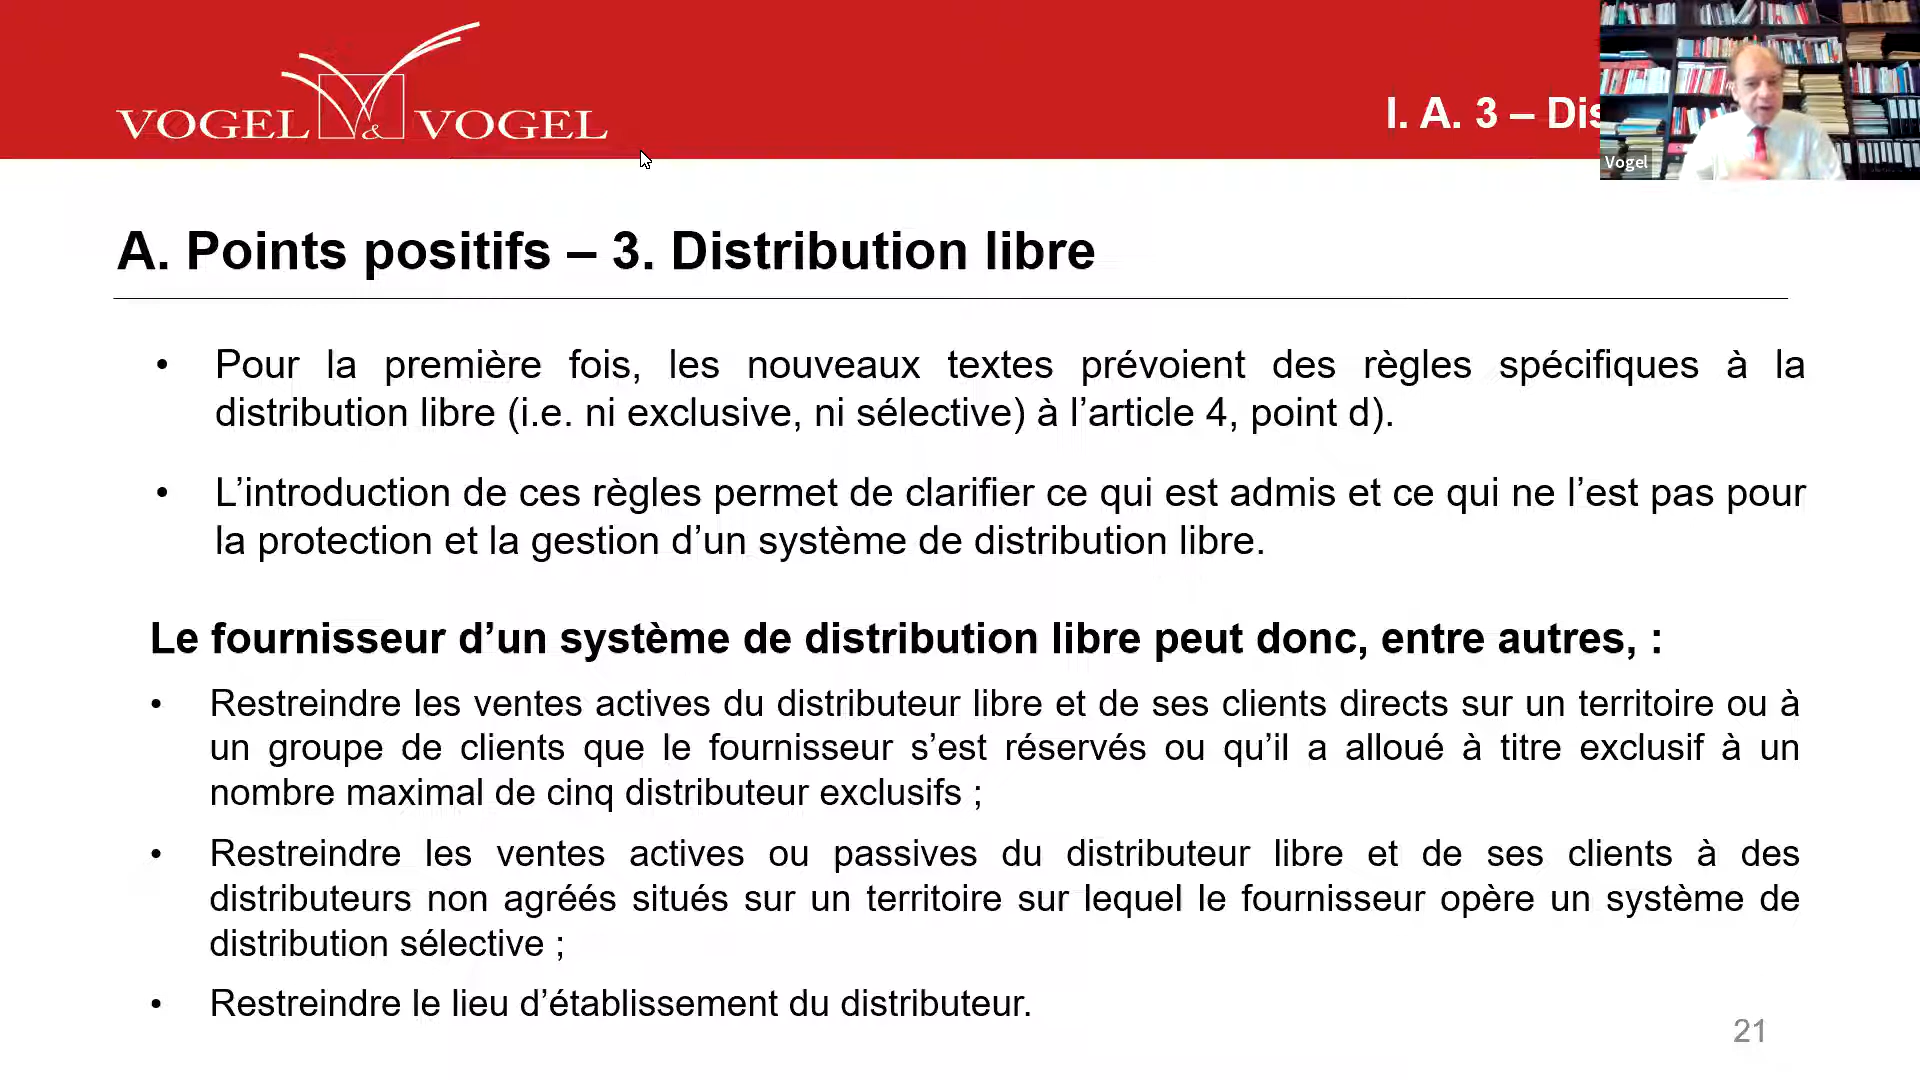 VOGEL & VOGEL
I. A. 3 – Dis
Vogel
A. Points positifs – 3. Distribution libre
• Pour la première fois, les nouveaux textes prévoient des règles spécifiques à la
distribution libre (i.e. ni exclusive, ni sélective) à l’article 4, point d).
• L’introduction de ces règles permet de clarifier ce qui est admis et ce qui ne l’est pas pour
la protection et la gestion d’un système de distribution libre.
Le fournisseur d’un système de distribution libre peut donc, entre autres, :
• Restreindre les ventes actives du distributeur libre et de ses clients directs sur un territoire ou à
un groupe de clients que le fournisseur s’est réservés ou qu’il a alloué à titre exclusif à un
nombre maximal de cinq distributeur exclusifs ;
• Restreindre les ventes actives ou passives du distributeur libre et de ses clients à des
distributeurs non agréés situés sur un territoire sur lequel le fournisseur opère un système de
distribution sélective ;
• Restreindre le lieu d’établissement du distributeur.
21